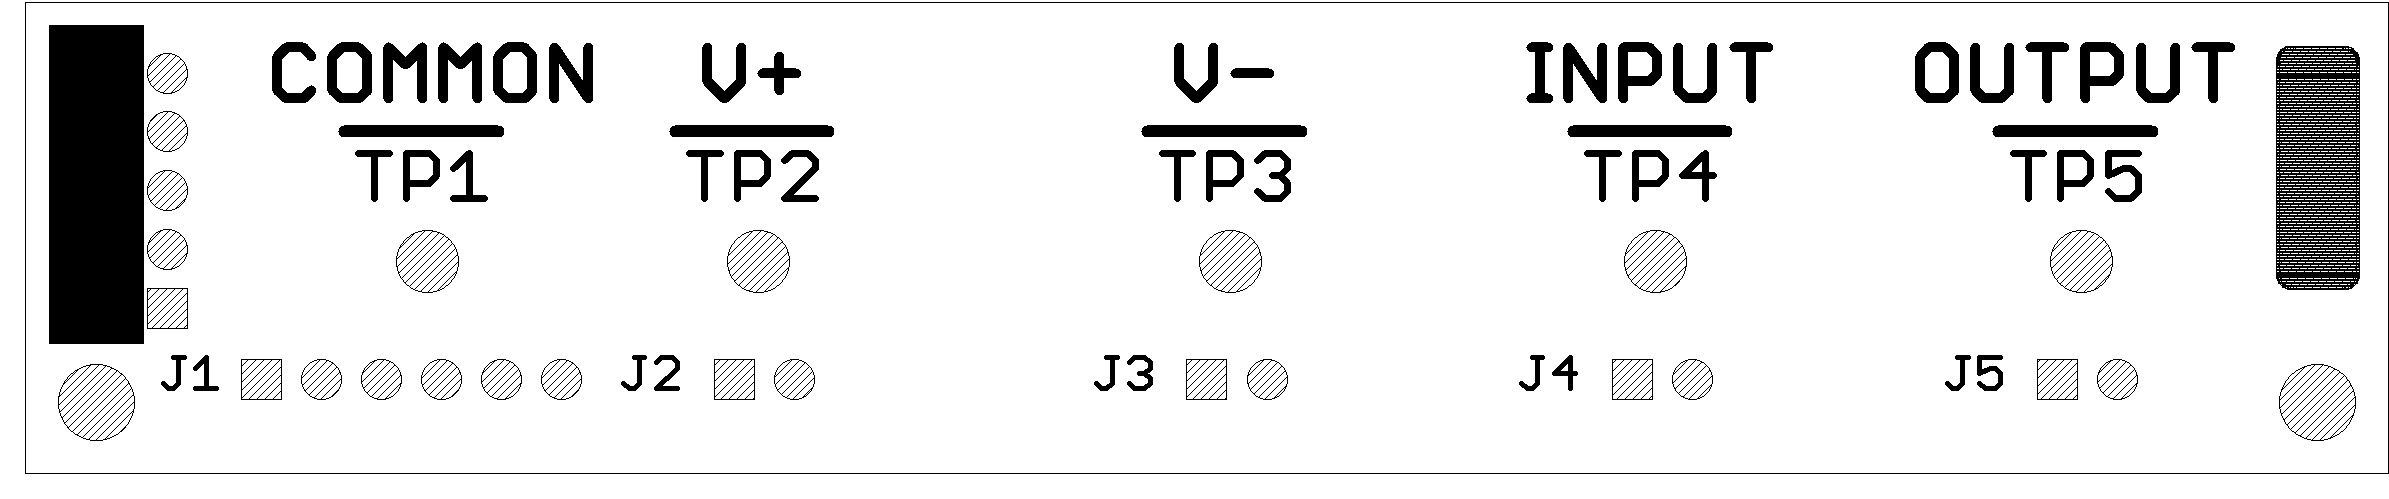 COMMON V+ V- INPUT OUTPUT
TP1 TP2 TP3 TP4 TP5
J1 J2 J3 J4 J5